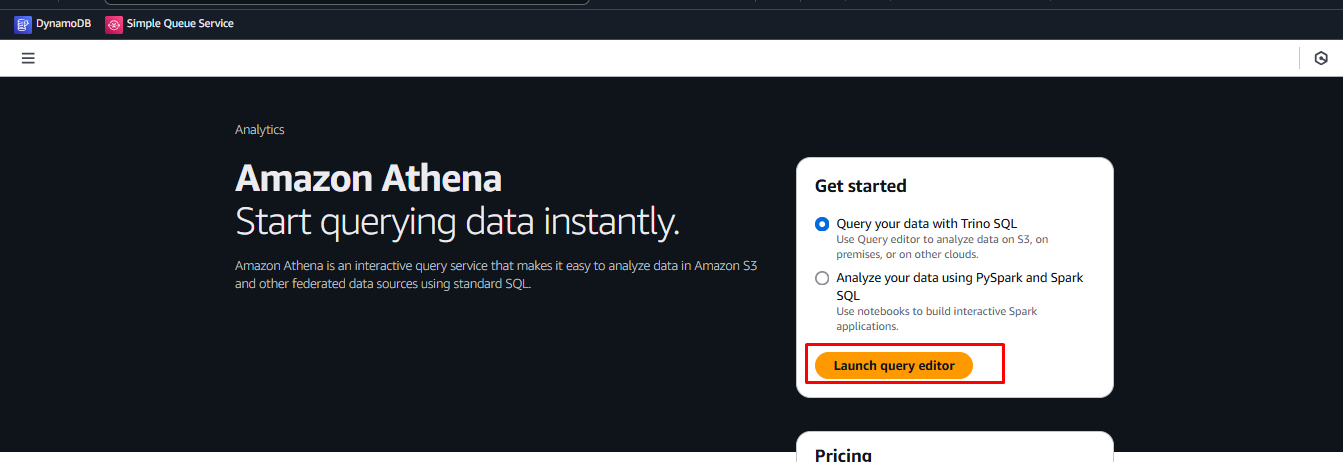 DynamoDB
Simple Queue Service
Analytics
Amazon Athena
Start querying data instantly.
Amazon Athena is an interactive query service that makes it easy to analyze data in Amazon S3
and other federated data sources using standard SQL.
Get started
Query your data with Trino SQL
Use Query editor to analyze data on S3, on
premises, or on other clouds.
Analyze your data using PySpark and Spark
SQL
Use notebooks to build interactive Spark
applications.
Launch query editor
Pricing